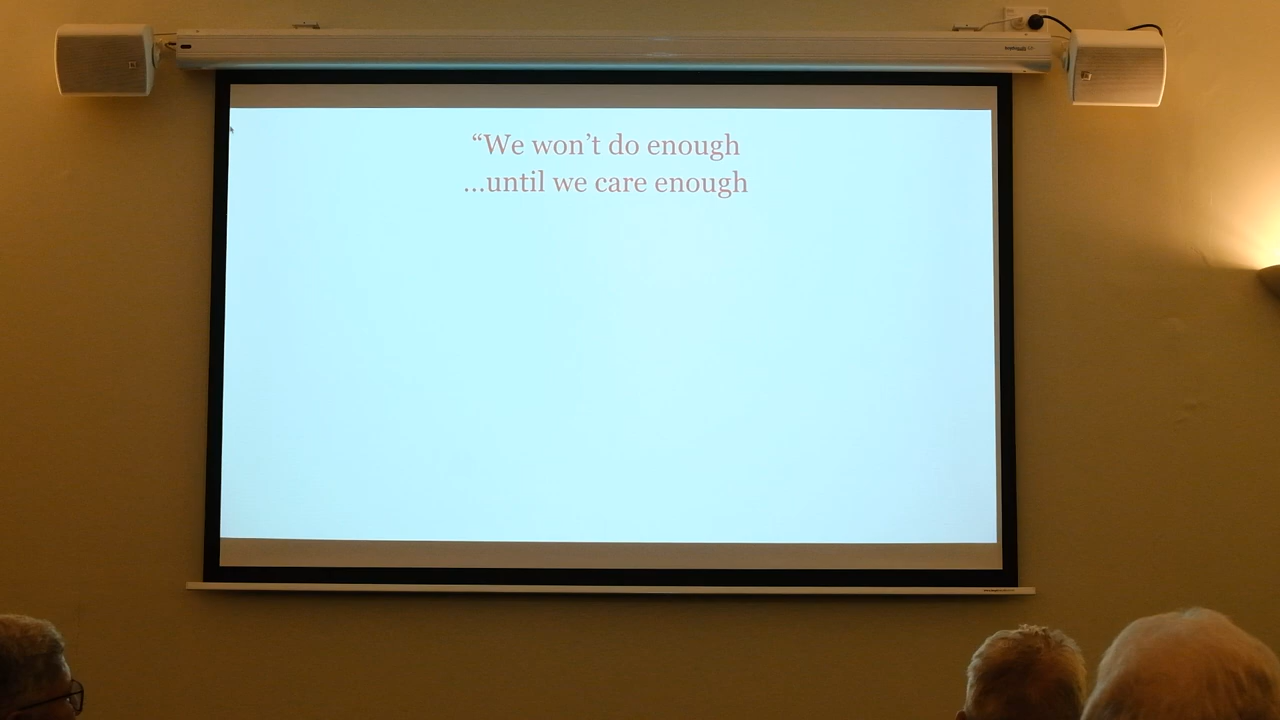 “We won’t do enough
…until we care enough